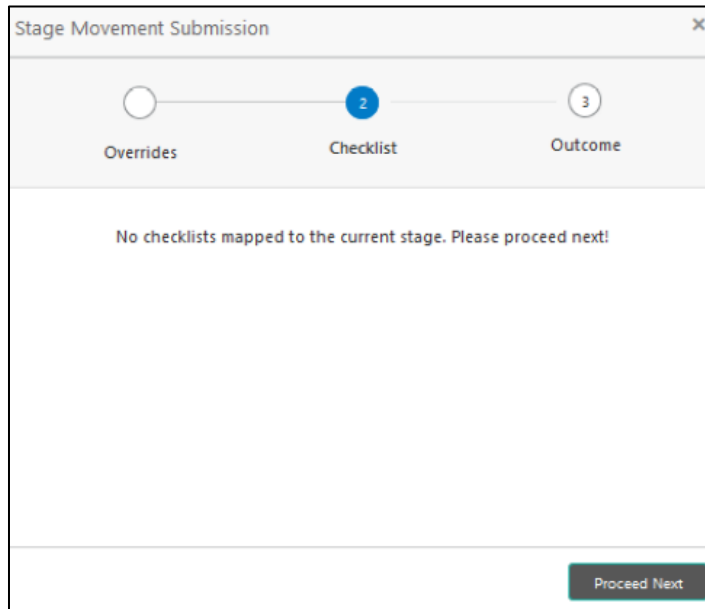 Stage Movement Submission ×
2 3
Overrides Checklist Outcome
No checklists mapped to the current stage. Please proceed next!
Proceed Next